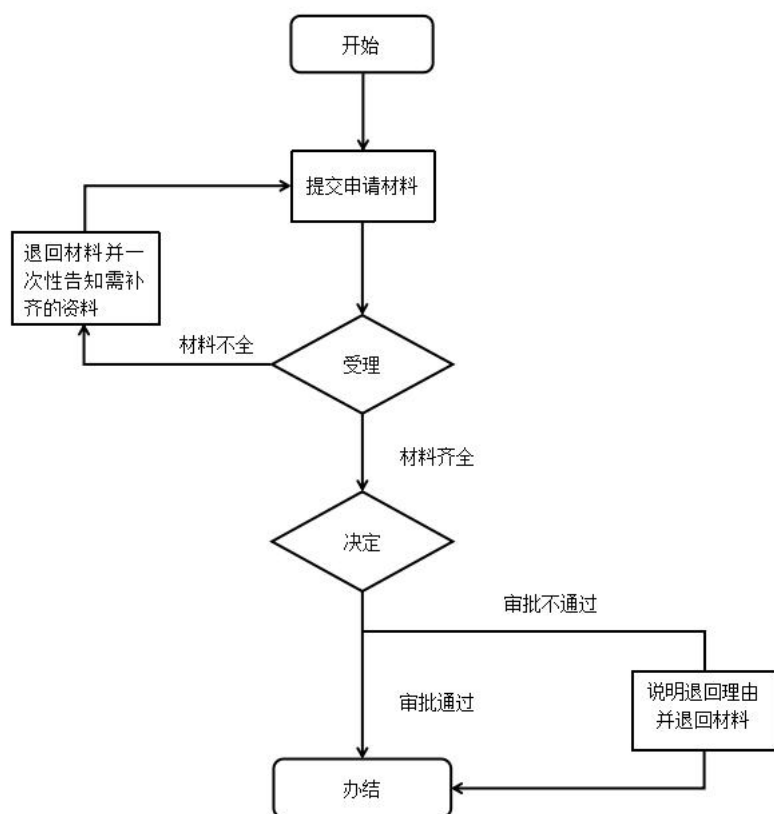 开始
提交申请材料
退回材料并一
次性告知需补
齐的资料
材料不全
受理
材料齐全
决定
审批不通过
审批通过
说明退回理由
并退回材料
办结